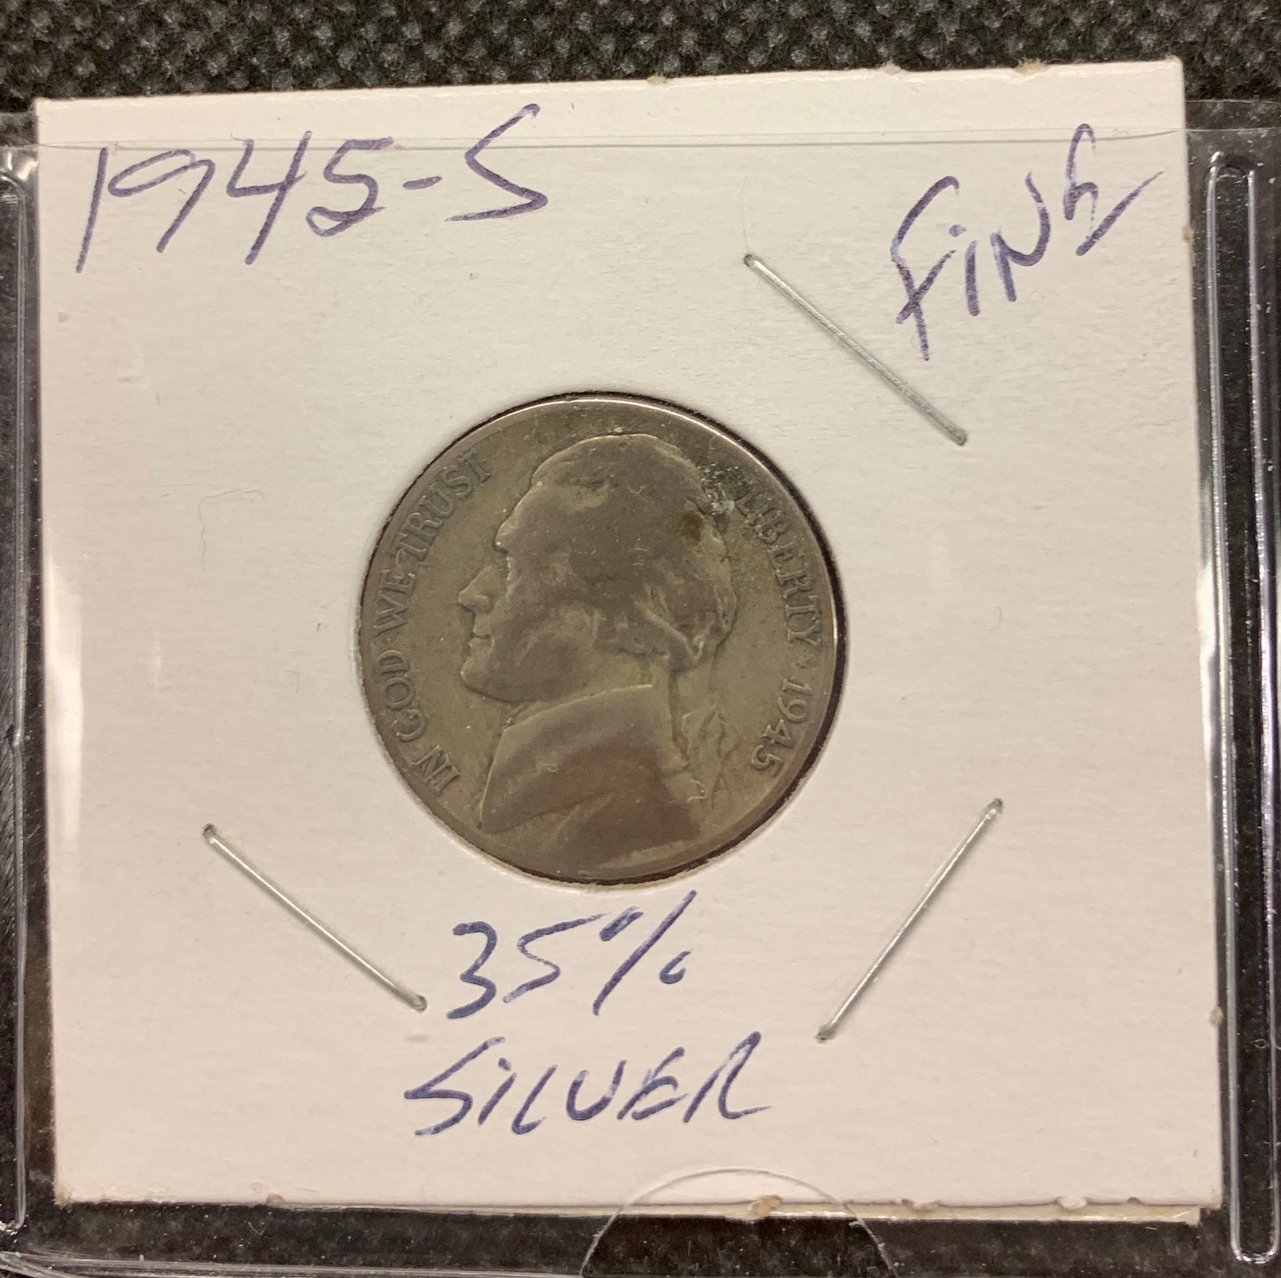 1945-S
FINE
IN GOD WE TRUST
LIBERTY ★ 1945
35%
SILVER